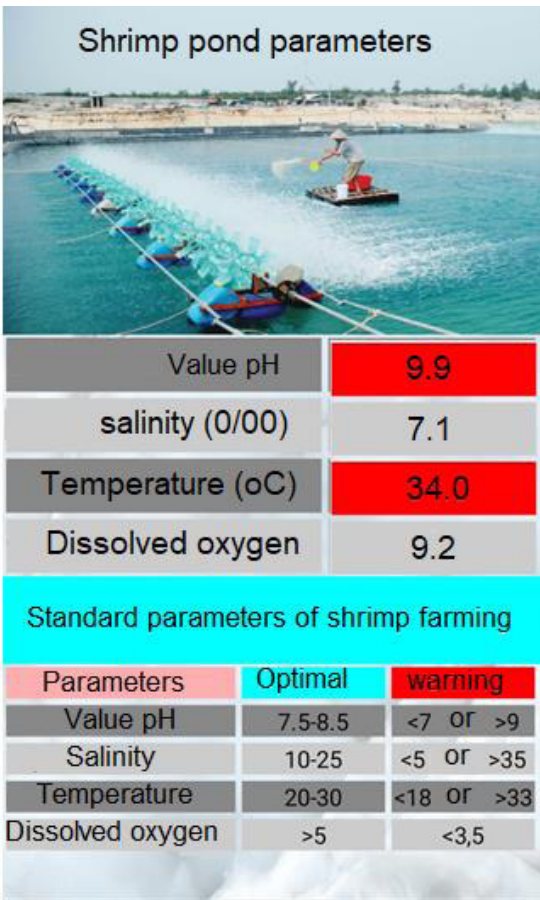 Shrimp pond parameters
Value pH 9.9
salinity (0/00) 7.1
Temperature (oC) 34.0
Dissolved oxygen 9.2
Standard parameters of shrimp farming
Parameters Optimal warning
Value pH 7.5-8.5 <7 or >9
Salinity 10-25 <5 or >35
Temperature 20-30 <18 or >33
Dissolved oxygen >5 <3,5